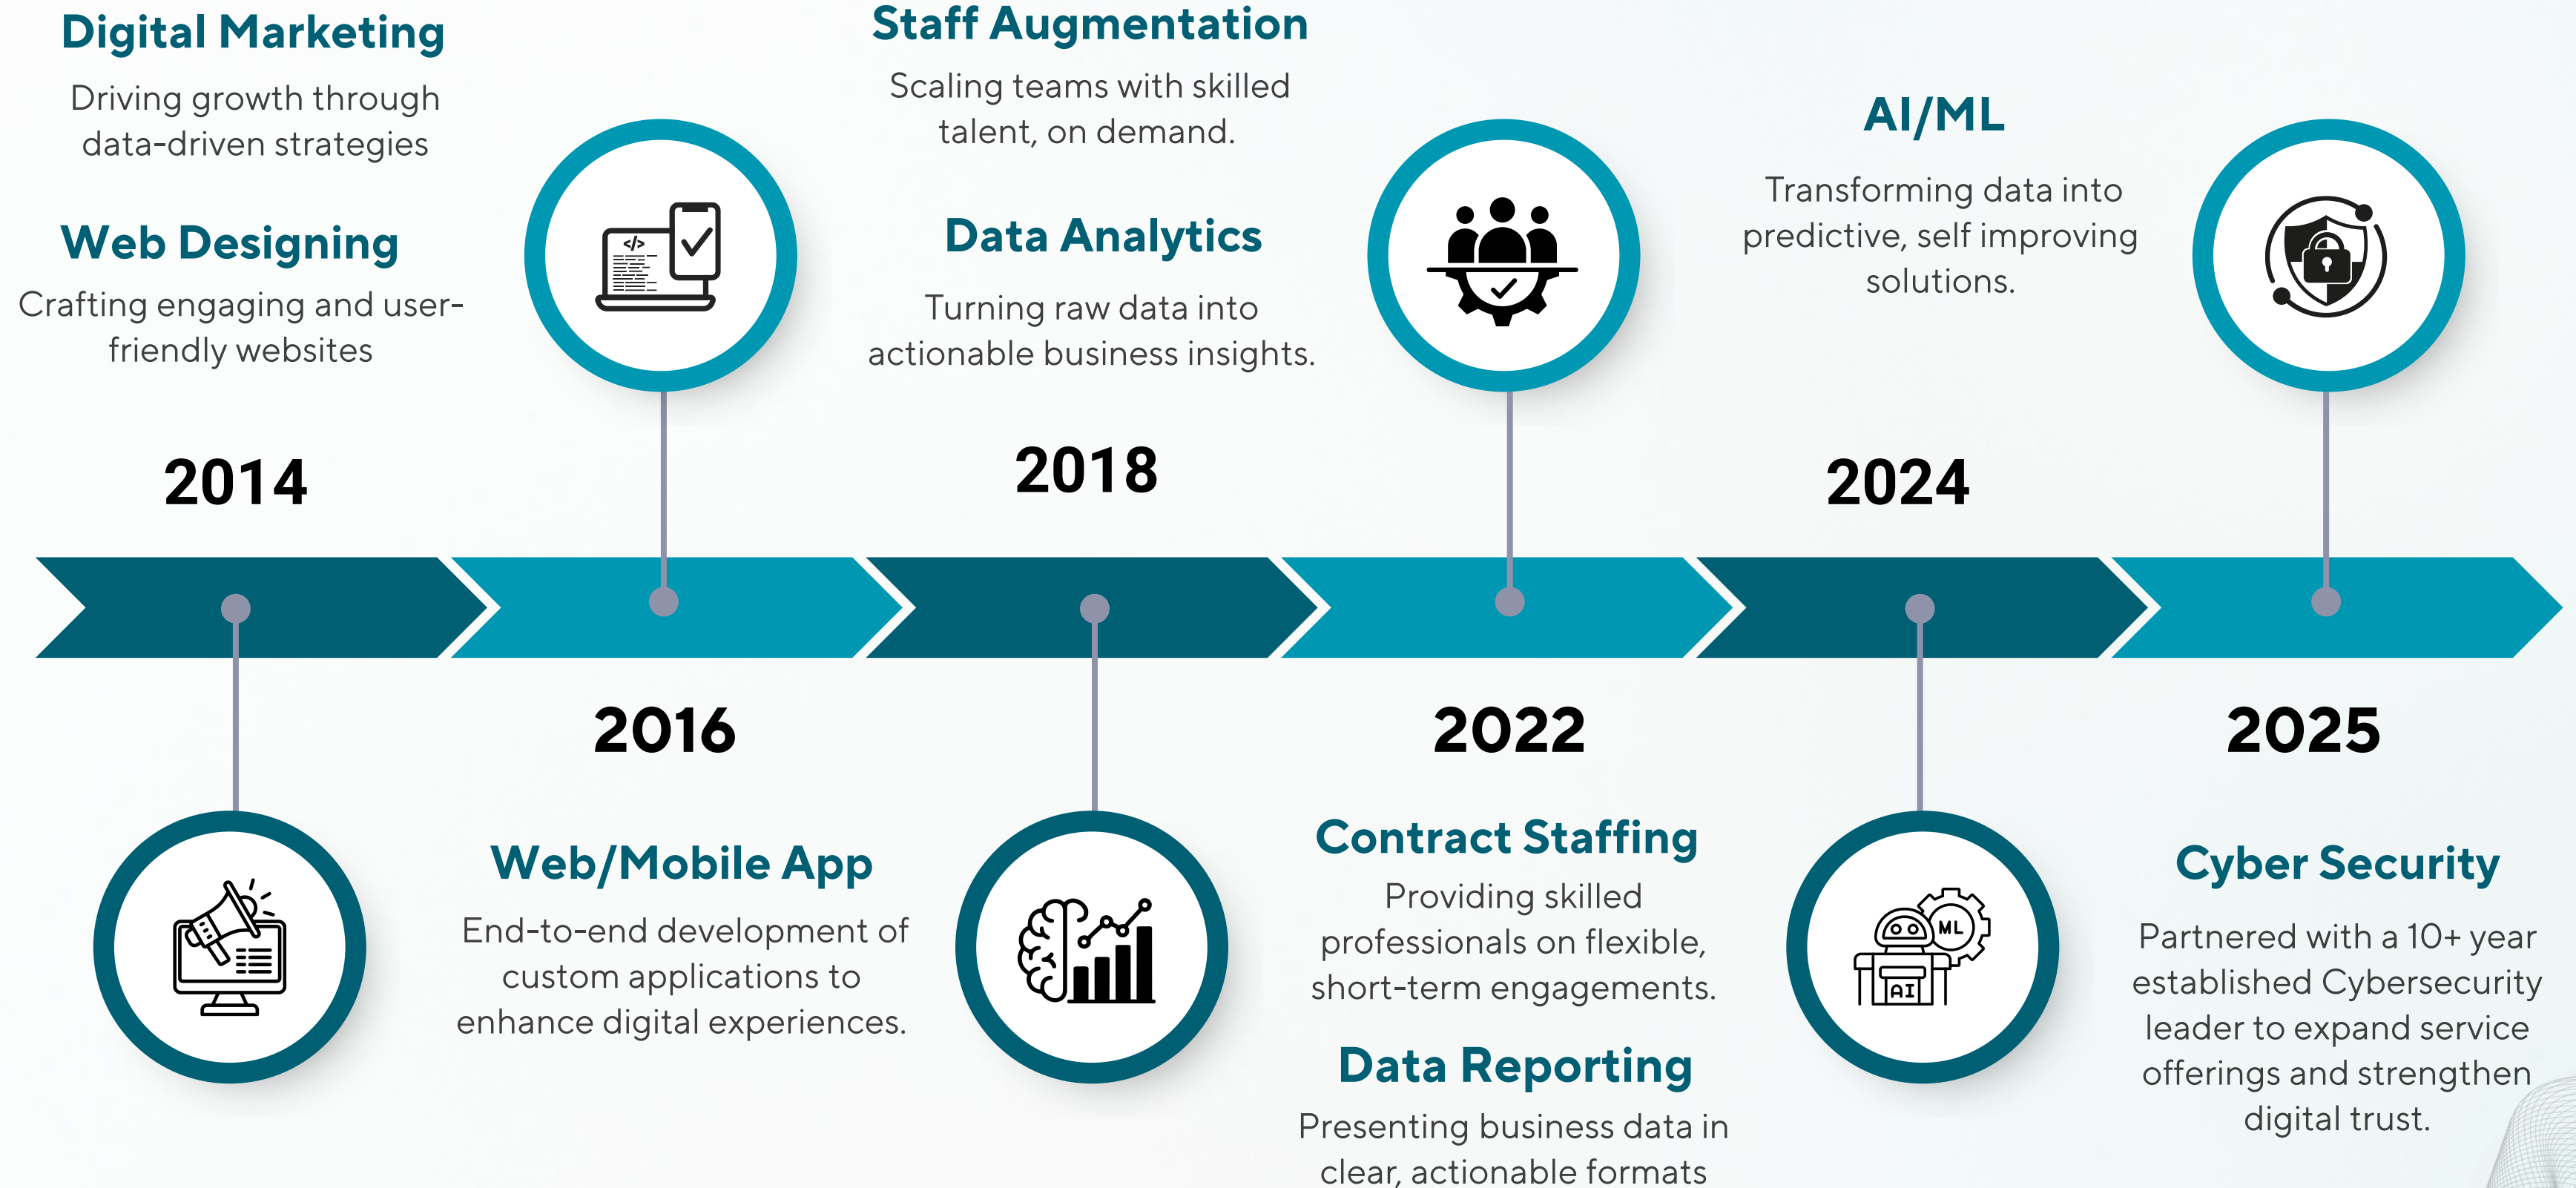 Digital Marketing
Driving growth through
data-driven strategies
Web Designing
Crafting engaging and user-
friendly websites
2014
</>
2016
Web/Mobile App
End-to-end development of
custom applications to
enhance digital experiences.
Staff Augmentation
Scaling teams with skilled
talent, on demand.
Data Analytics
Turning raw data into
actionable business insights.
2018
2022
Contract Staffing
Providing skilled
professionals on flexible,
short-term engagements.
Data Reporting
Presenting business data in
clear, actionable formats
AI/ML
Transforming data into
predictive, self improving
solutions.
2024
ML
AI
2025
Cyber Security
Partnered with a 10+ year
established Cybersecurity
leader to expand service
offerings and strengthen
digital trust.